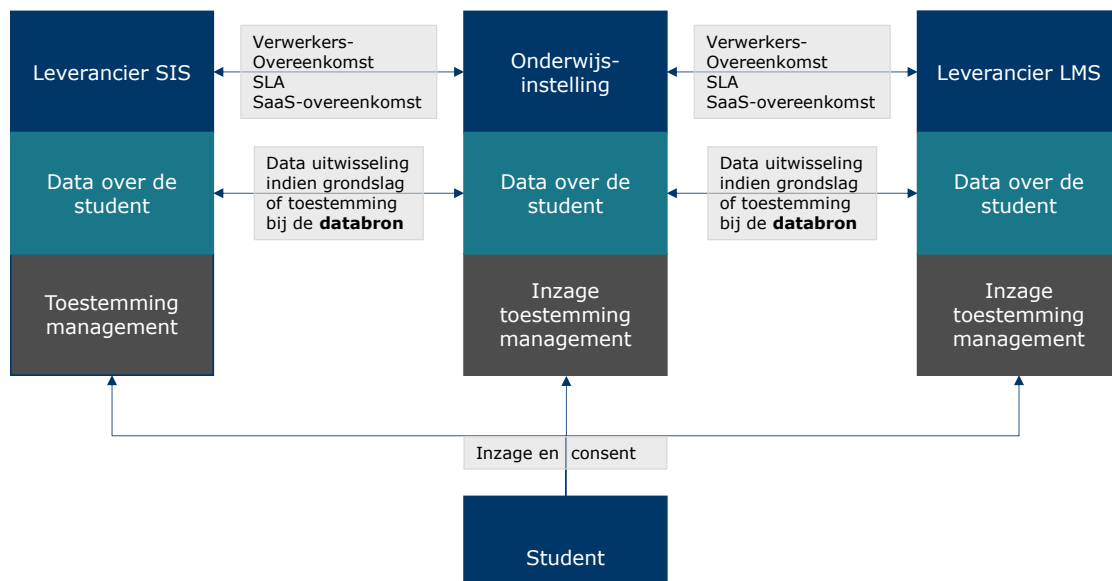 Leverancier SIS
Verwerkers-
Overeenkomst
SLA
SaaS-overeenkomst
Onderwijs-
instelling
Verwerkers-
Overeenkomst
SLA
SaaS-overeenkomst
Leverancier LMS
Data over de
student
Data uitwisseling
indien grondslag
of toestemming
bij de databron
Data over de
student
Data uitwisseling
indien grondslag
of toestemming
bij de databron
Data over de
student
Toestemming
management
Inzage
toestemming
management
Inzage
toestemming
management
Inzage en consent
Student